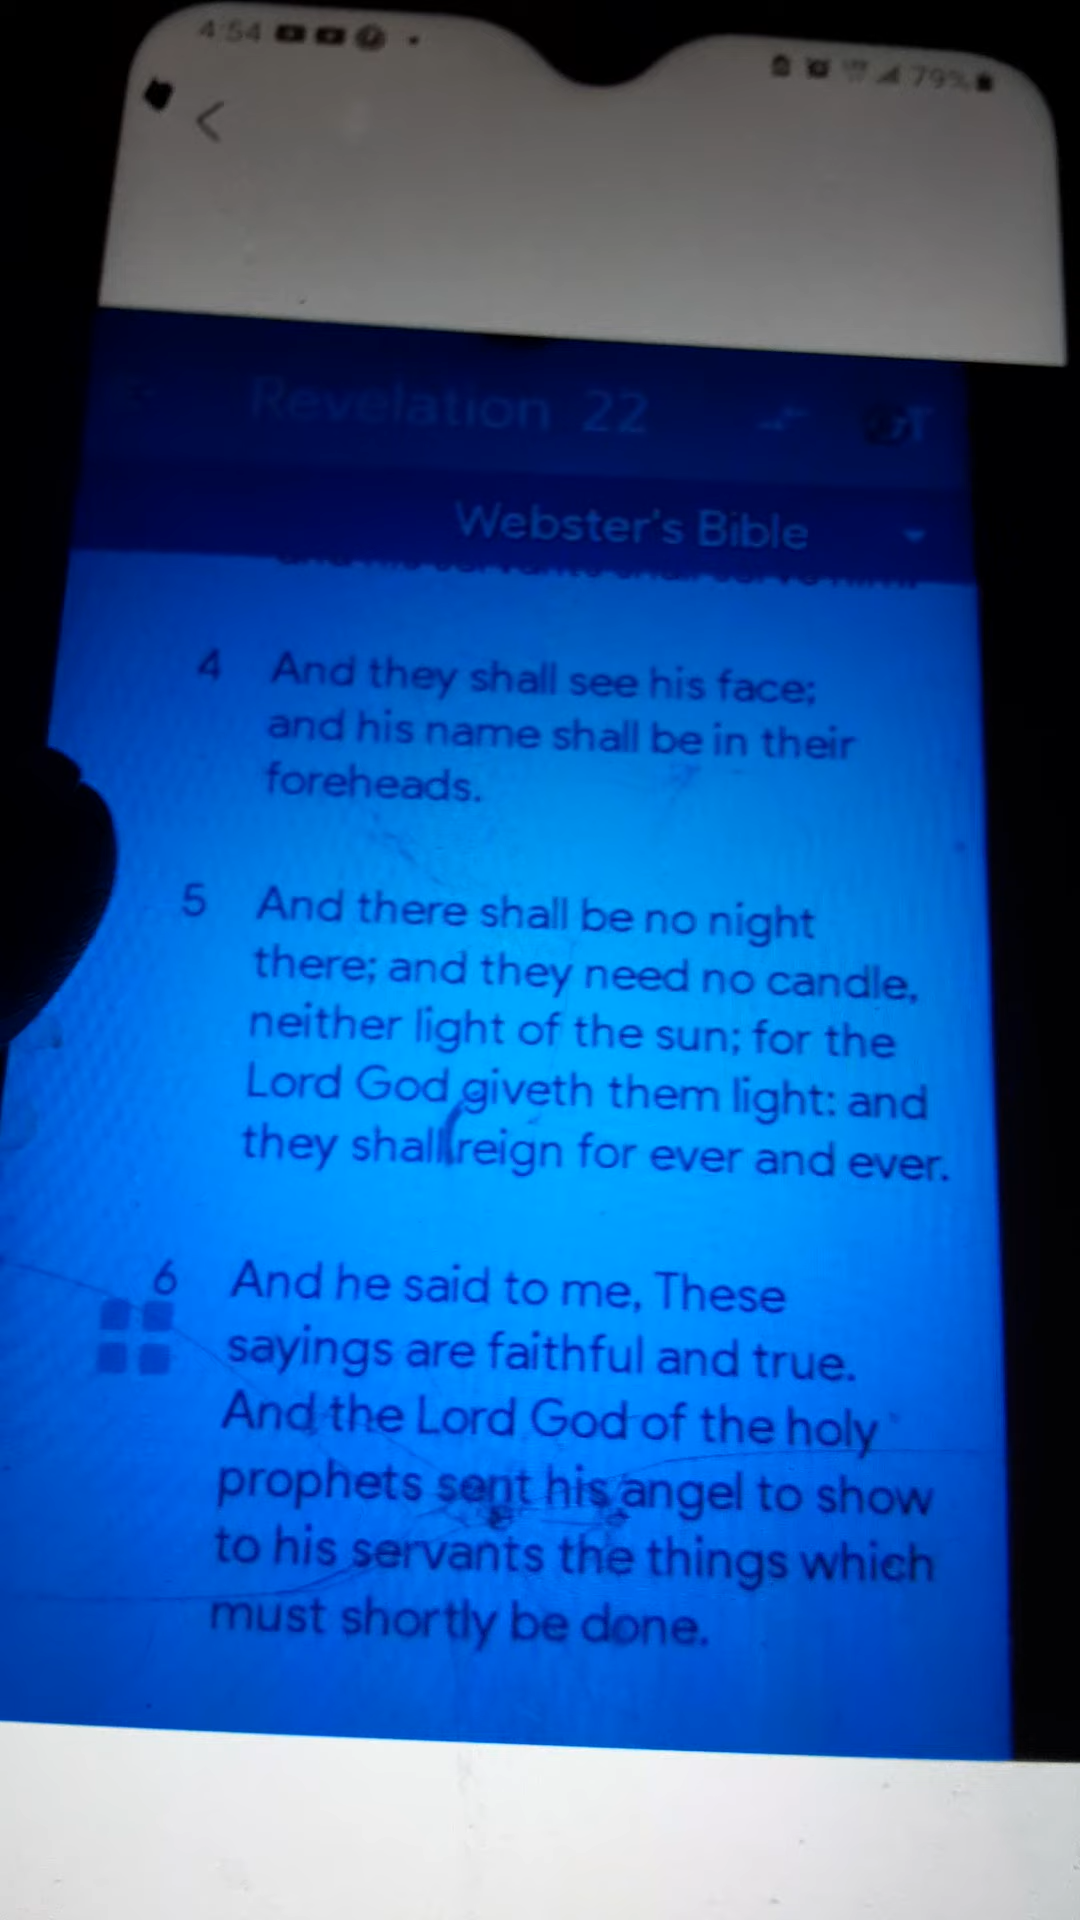 4:54
79%
Revelation 22
Webster's Bible
4 And they shall see his face;
and his name shall be in their
foreheads.
5 And there shall be no night
there; and they need no candle,
neither light of the sun; for the
Lord God giveth them light: and
they shall reign for ever and ever.
6 And he said to me, These
sayings are faithful and true.
And the Lord God of the holy
prophets sent his angel to show
to his servants the things which
must shortly be done.